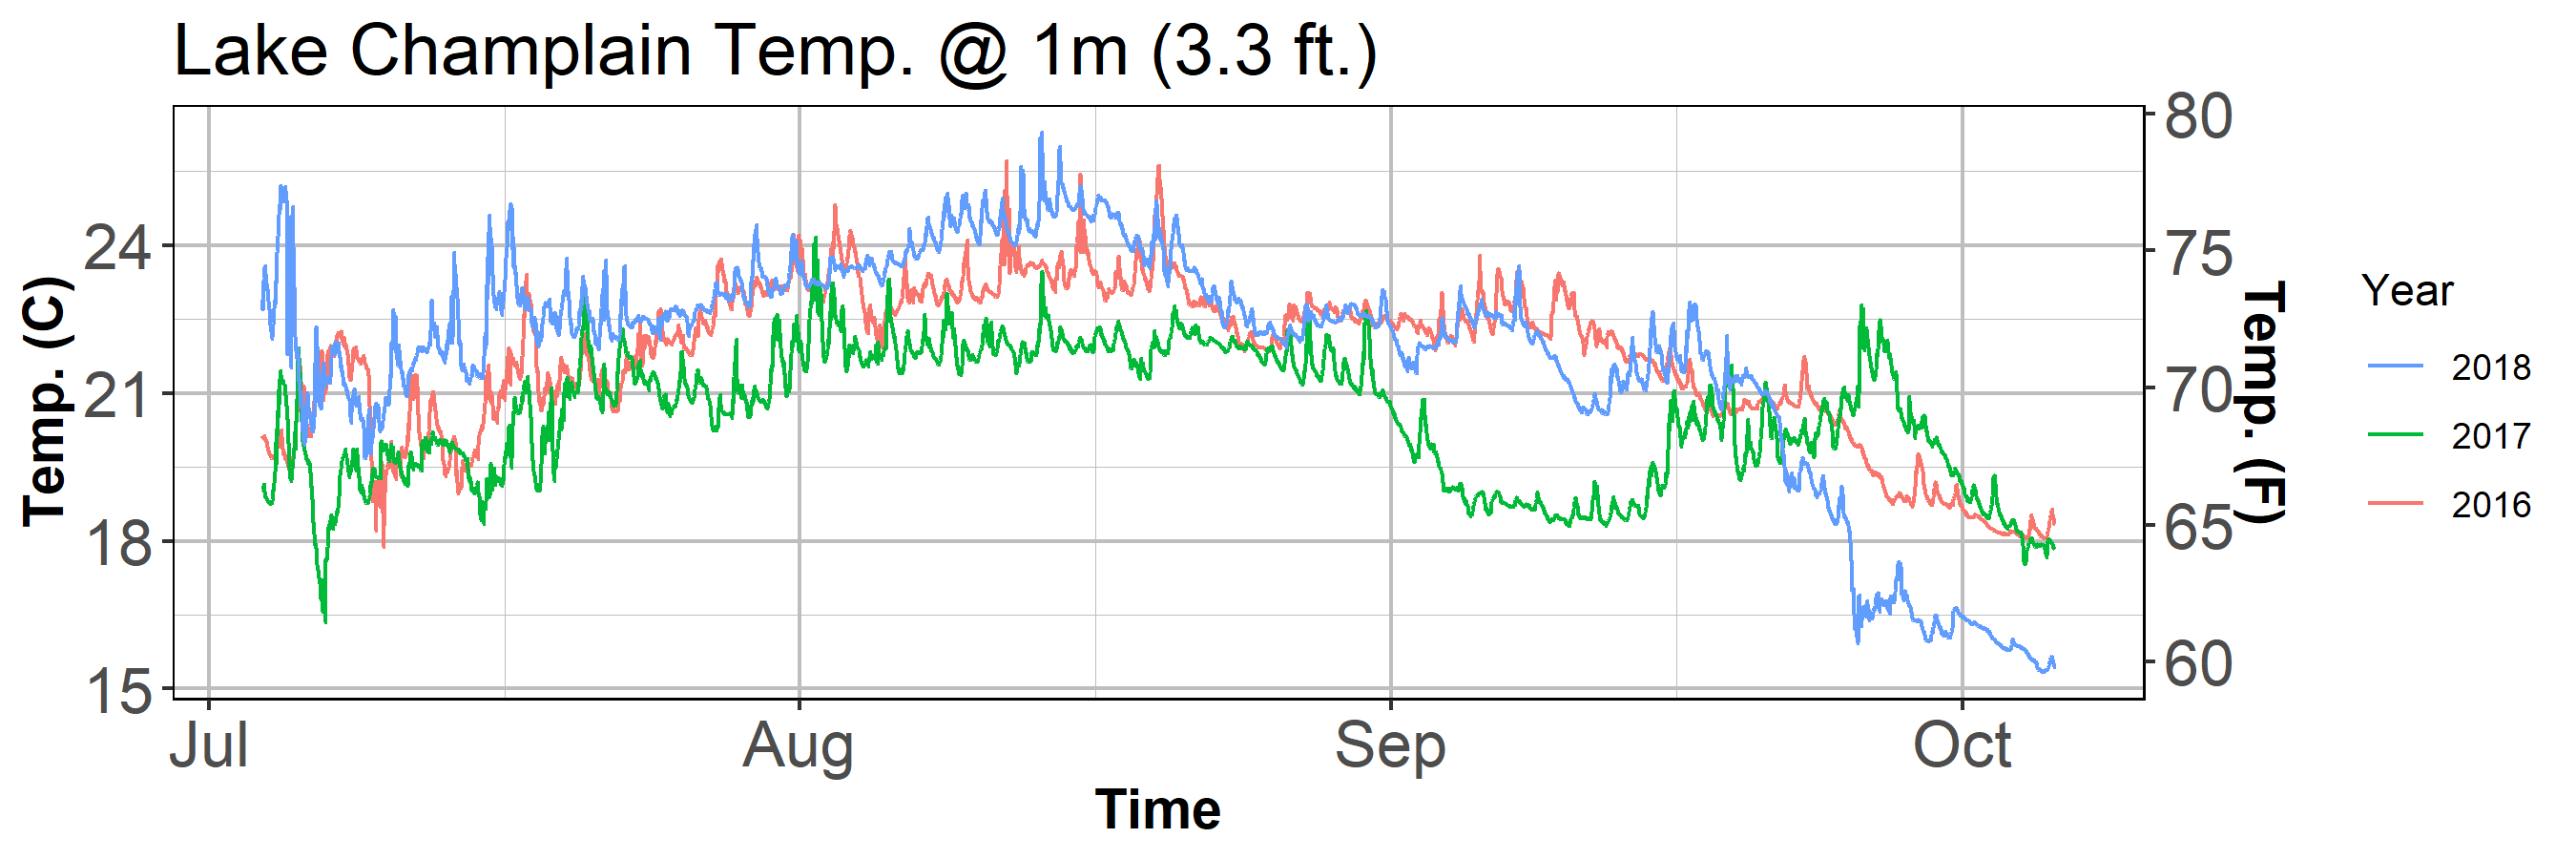 Lake Champlain Temp. @ 1m (3.3 ft.)
Temp. (C)
24
21
18
15
80
75
70
65
60
Temp. (F)
Jul Aug Sep Oct
Time
Year
2018
2017
2016